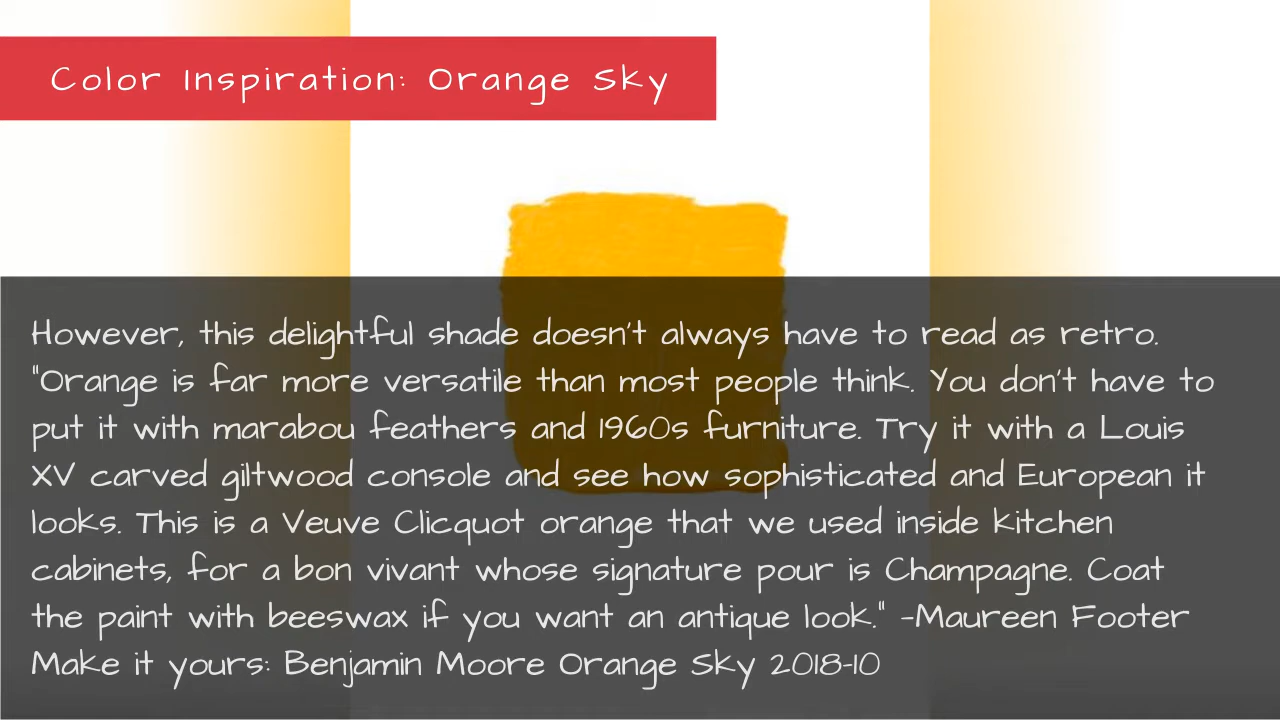 Color Inspiration: Orange Sky
However, this delightful shade doesn't always have to read as retro.
"Orange is far more versatile than most people think. You don't have to
put it with marabou feathers and 1960s furniture. Try it with a Louis
XV carved giltwood console and see how sophisticated and European it
looks. This is a Veuve Clicquot orange that we used inside kitchen
cabinets, for a bon vivant whose signature pour is Champagne. Coat
the paint with beeswax if you want an antique look." -Maureen Footer
Make it yours: Benjamin Moore Orange Sky 2018-10